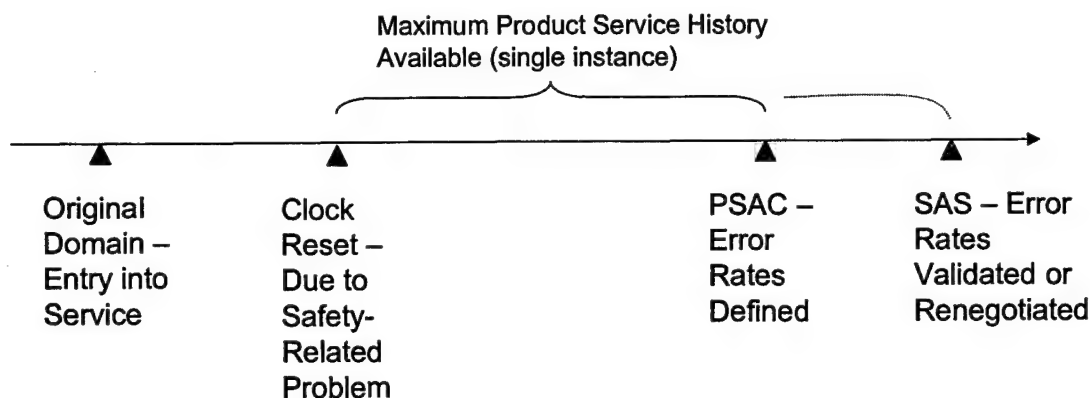 Maximum Product Service History
Available (single instance)
Original
Domain –
Entry into
Service
Clock
Reset –
Due to
Safety-
Related
Problem
PSAC –
Error
Rates
Defined
SAS – Error
Rates
Validated or
Renegotiated